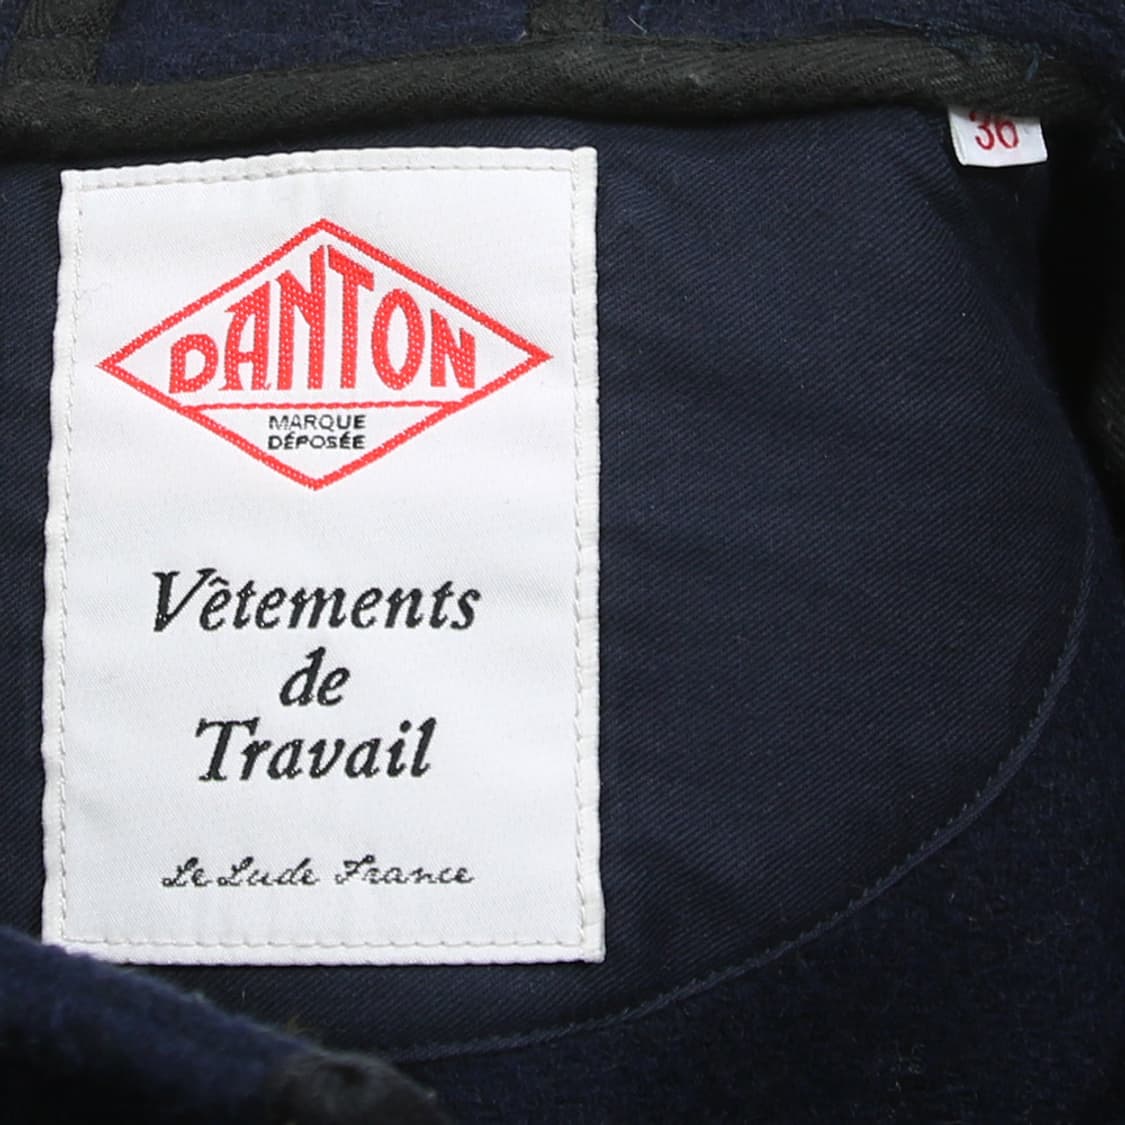 36
DANTON
MARQUE
DÉPOSÉE
Vêtements
de
Travail
Le Lude France